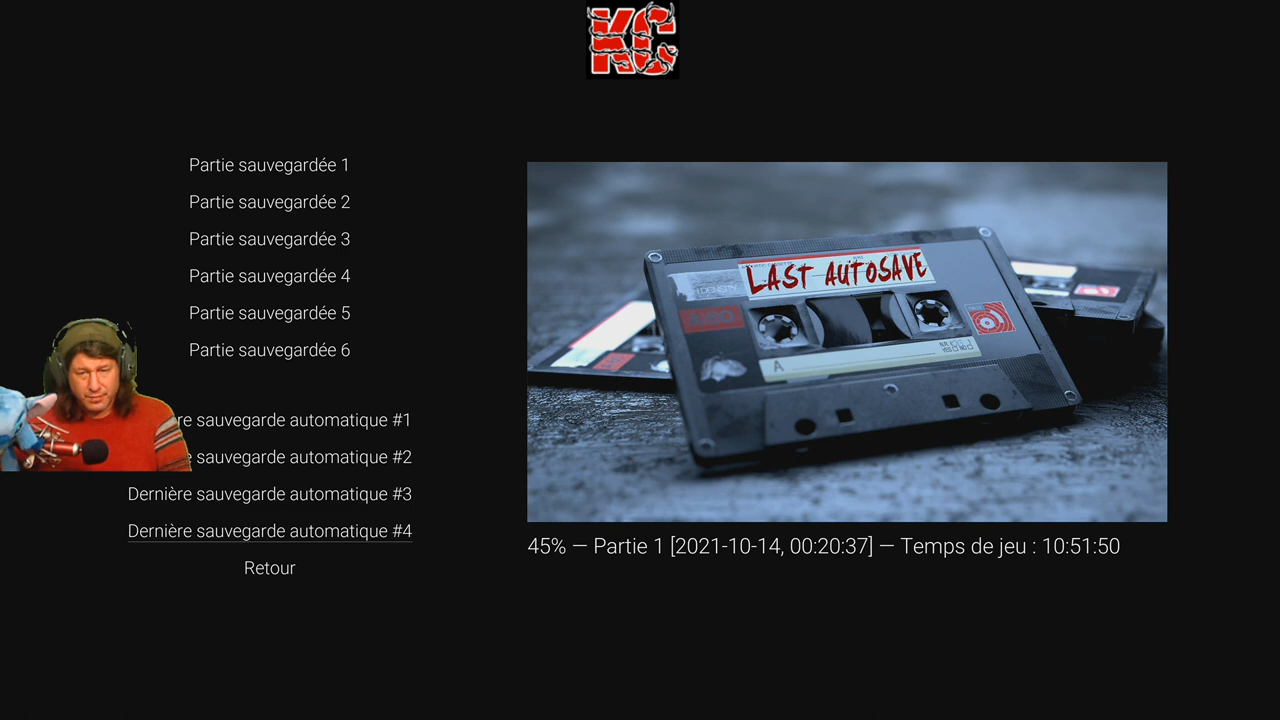 KC
Partie sauvegardée 1
Partie sauvegardée 2
Partie sauvegardée 3
Partie sauvegardée 4
Partie sauvegardée 5
Partie sauvegardée 6
re sauvegarde automatique #1
sauvegarde automatique #2
Dernière sauvegarde automatique #3
Dernière sauvegarde automatique #4
Retour
LAST AUTOSAVE
A
45% — Partie 1 [2021-10-14, 00:20:37] — Temps de jeu : 10:51:50